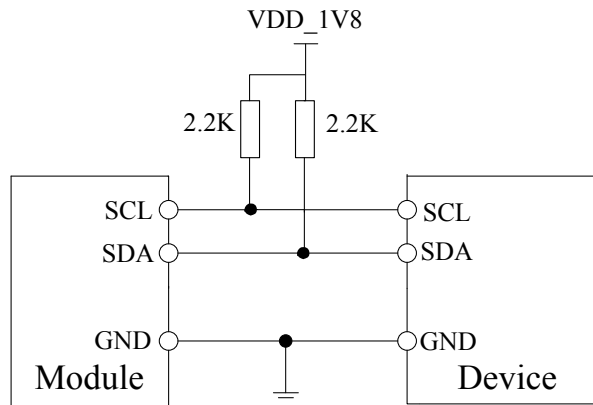 VDD_1V8
2.2K 2.2K
SCL SCL
SDA SDA
GND GND
Module Device